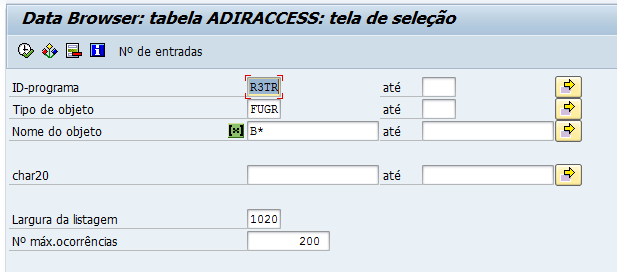 Data Browser: tabela ADIRACCESS: tela de seleção
Nº de entradas
ID-programa R3TR até
Tipo de objeto FUGR até
Nome do objeto B* até
char20 até
Largura da listagem 1020
Nº máx.ocorrências 200